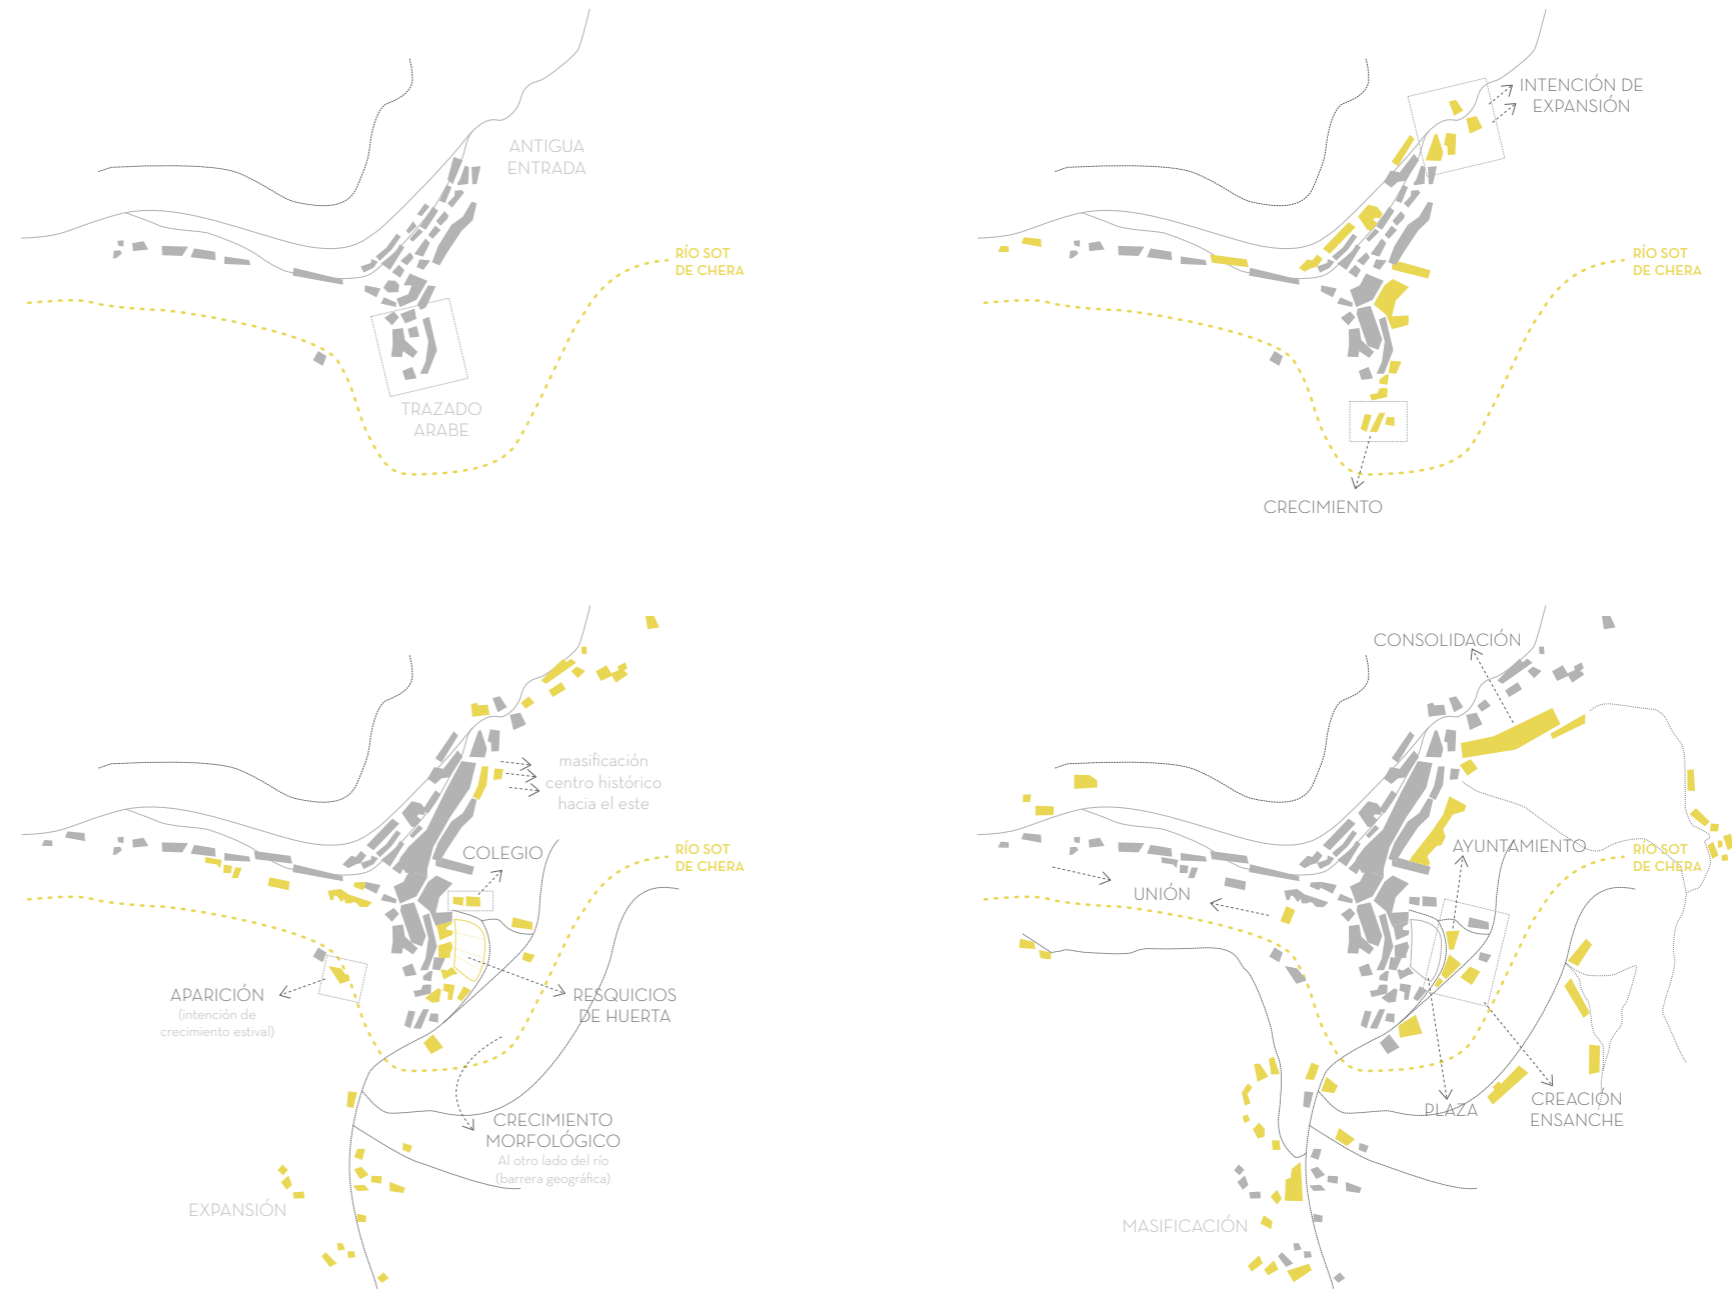 ANTIGUA
ENTRADA
RÍO SOT
DE CHERA
TRAZADO
ARABE
INTENCIÓN DE
EXPANSIÓN
RÍO SOT
DE CHERA
CRECIMIENTO
masificación
centro histórico
hacia el este
COLEGIO
RÍO SOT
DE CHERA
APARICIÓN
(intención de
crecimiento estival)
RESQUICIOS
DE HUERTA
CRECIMIENTO
MORFOLÓGICO
Al otro lado del río
(barrera geográfica)
EXPANSIÓN
CONSOLIDACIÓN
AYUNTAMIENTO
RÍO SOT
DE CHERA
UNIÓN
PLAZA
CREACIÓN
ENSANCHE
MASIFICACIÓN